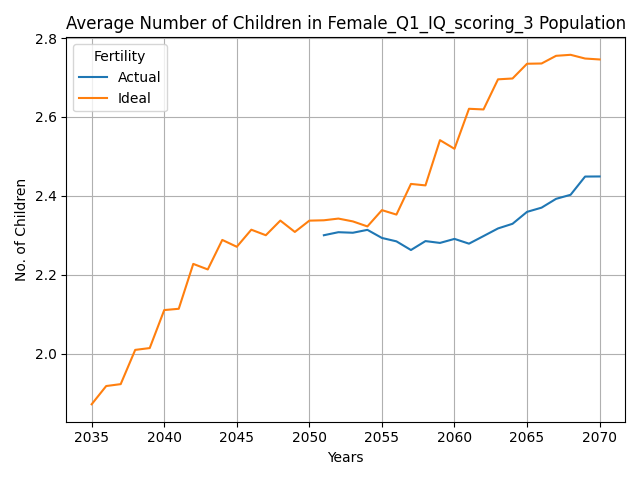 Average Number of Children in Female_Q1_IQ_scoring_3 Population
Fertility
Actual
Ideal
No. of Children
2.8
2.6
2.4
2.2
2.0
2035 2040 2045 2050 2055 2060 2065 2070
Years